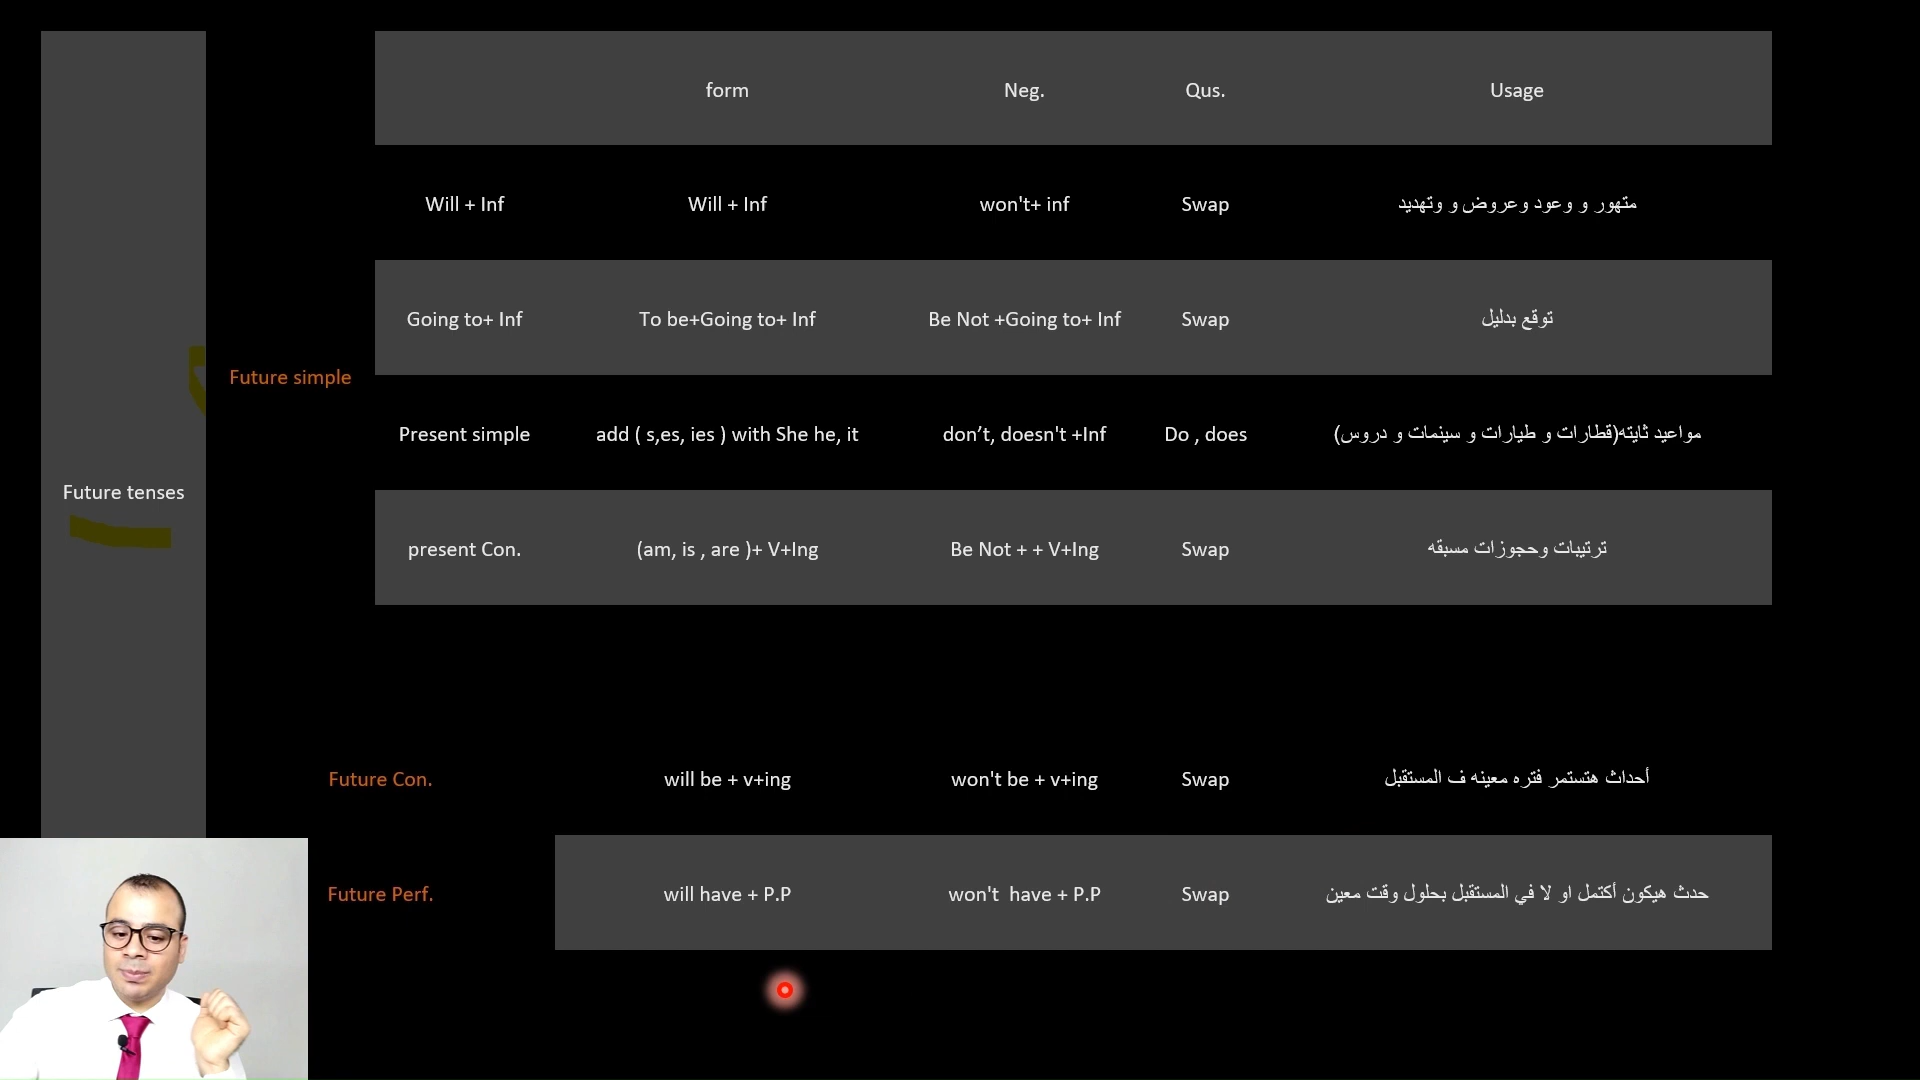 form Neg. Qus. Usage
Will + Inf Will + Inf won't+ inf Swap متهور و وعود وعروض و وتهديد
Going to+ Inf To be+Going to+ Inf Be Not +Going to+ Inf Swap توقع بدليل
Future simple
Present simple add ( s,es, ies ) with She he, it don’t, doesn't +Inf Do , does مواعيد ثايته(قطارات و طيارات و سينمات و دروس)
Future tenses
present Con. (am, is , are )+ V+Ing Be Not + + V+Ing Swap ترتيبات وحجوزات مسبقه
Future Con. will be + v+ing won't be + v+ing Swap أحداث هتستمر فتره معينه ف المستقبل
Future Perf. will have + P.P won't  have + P.P Swap حدث هيكون أكتمل او لا في المستقبل بحلول وقت معين